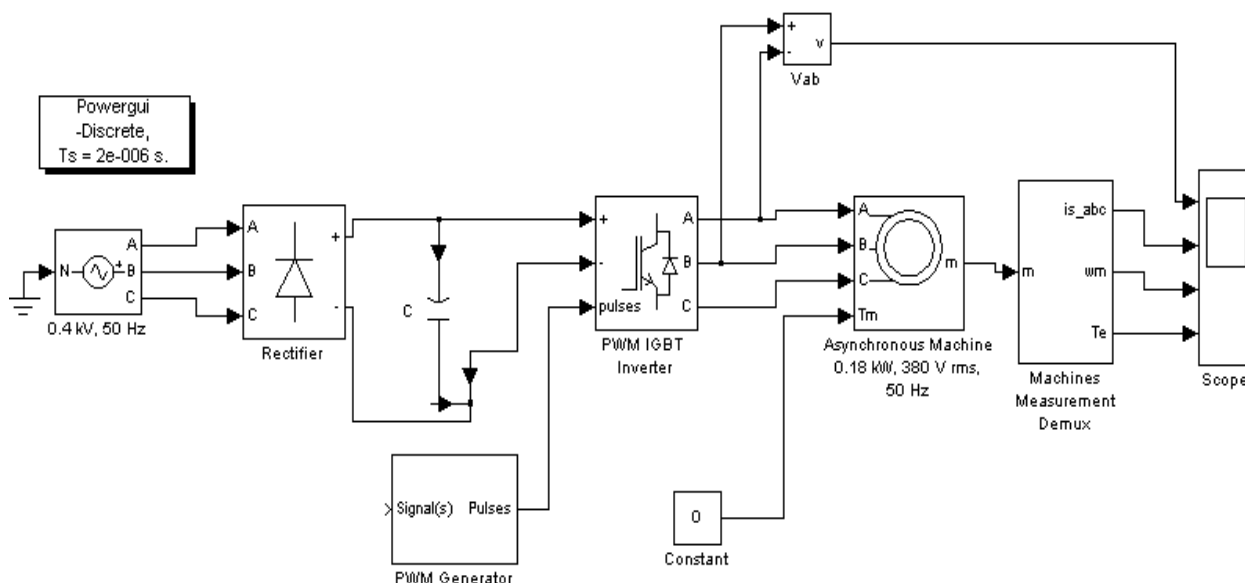 Powergui
-Discrete,
Ts = 2e-006 s.
+
-
v
Vab
N
+
A
B
C
0.4 kV, 50 Hz
A
B
C
+
-
Rectifier
C
+
-
pulses
A
B
C
PWM IGBT
Inverter
A
B
C
Tm
m
Asynchronous Machine
0.18 kW, 380 V rms,
50 Hz
m
is_abc
wm
Te
Machines
Measurement
Demux
Scope
Signal(s) Pulses
PWM Generator
0
Constant